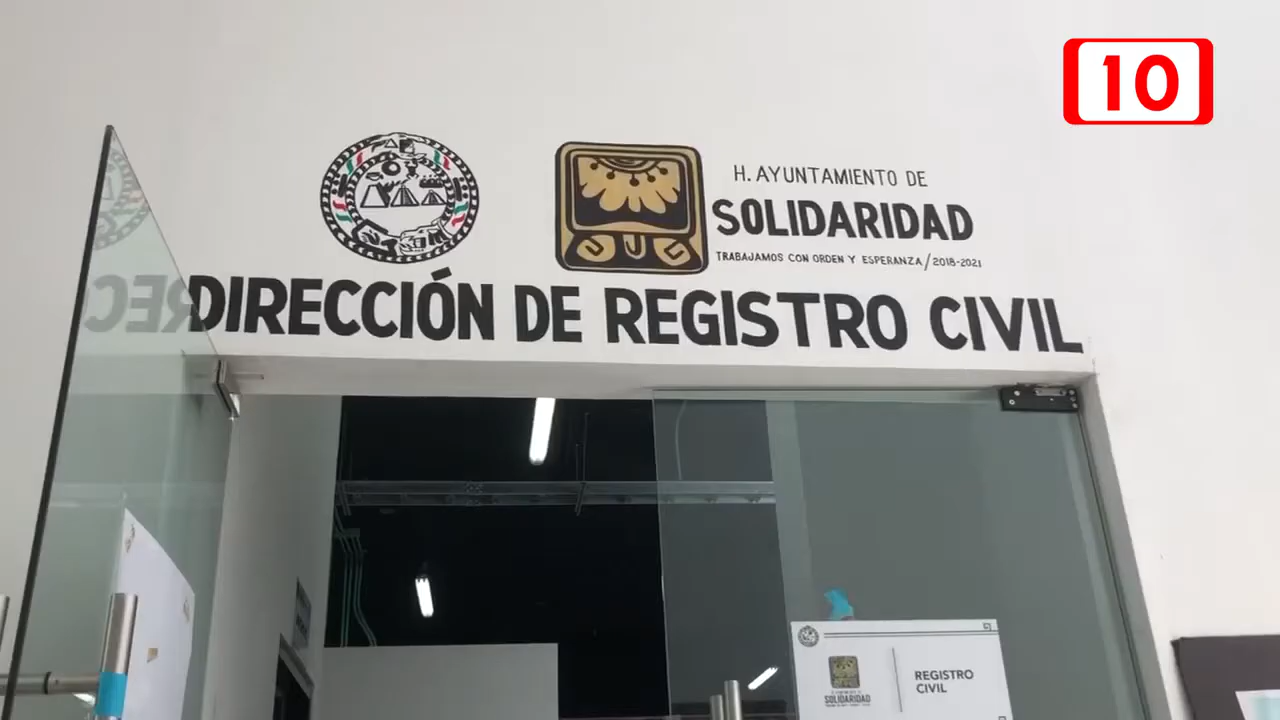 10
H. AYUNTAMIENTO DE
SOLIDARIDAD
TRABAJAMOS CON ORDEN Y ESPERANZA/2018-2021
DIRECCIÓN DE REGISTRO CIVIL
REGISTRO
CIVIL
SOLIDARIDAD